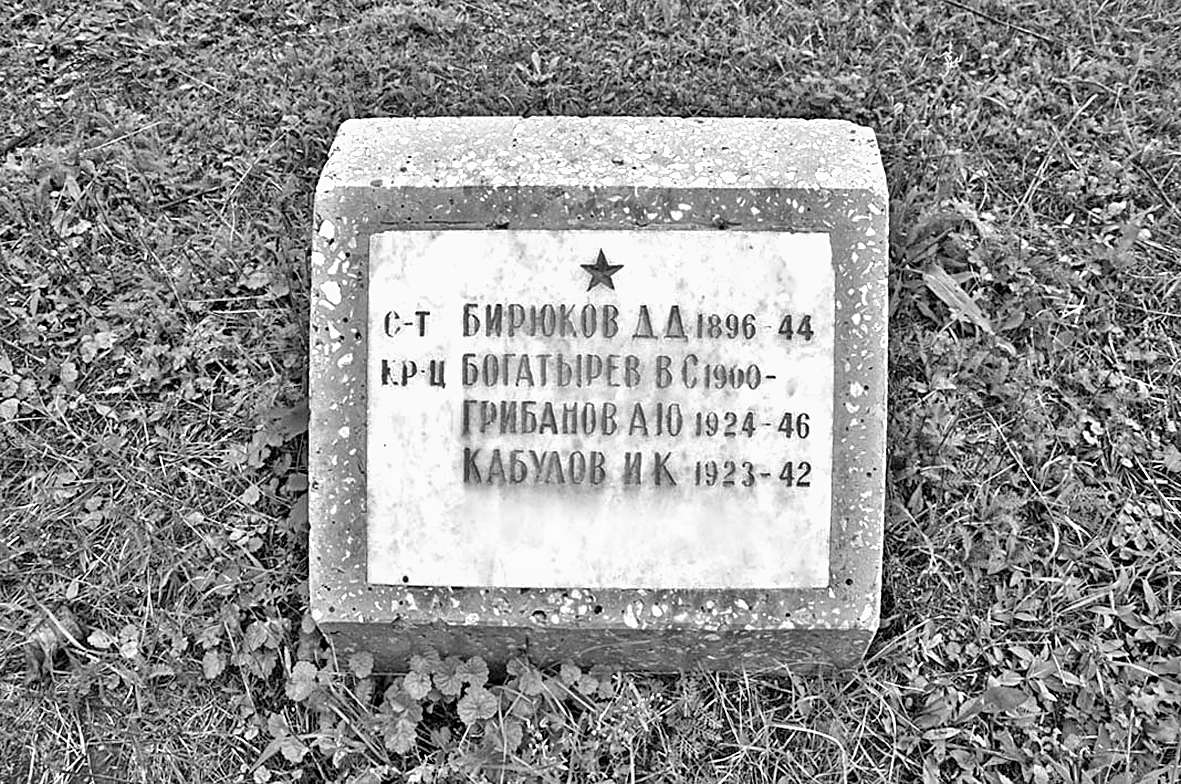 С-Т БИРЮКОВ Д Д 1896 - 44
КР-Ц БОГАТЫРЕВ В С 1900-
ГРИБАНОВ А Ю 1924 - 46
КАБУЛОВ И К 1923 - 42